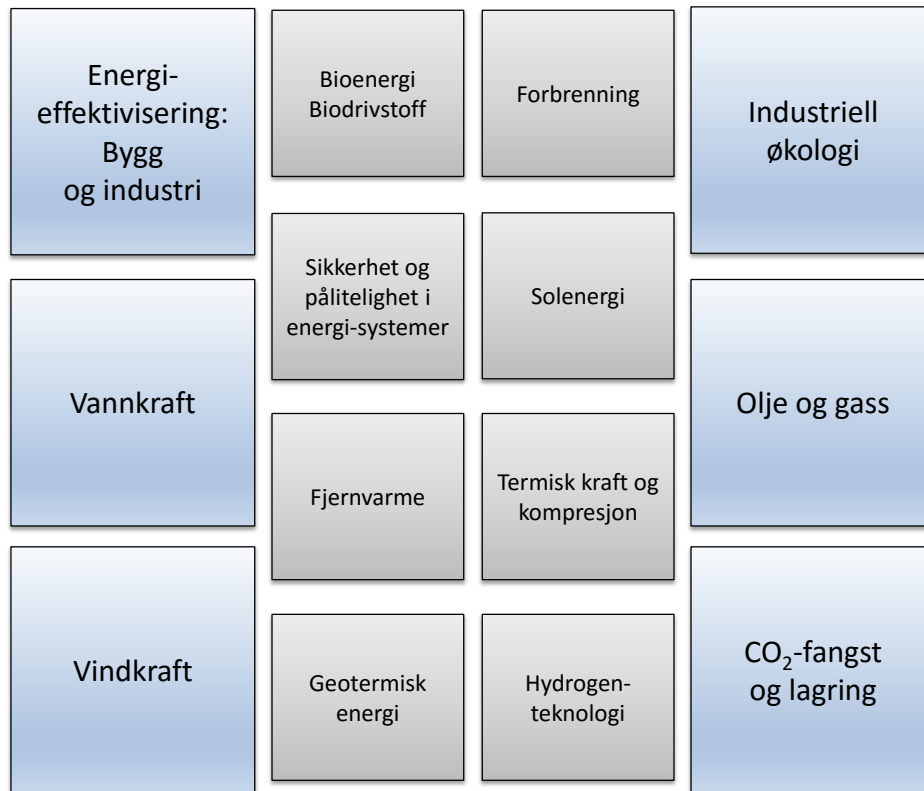 Energi-
effektivisering:
Bygg
og industri
Bioenergi
Biodrivstoff
Forbrenning
Industriell
økologi
Sikkerhet og
pålitelighet i
energi-systemer
Solenergi
Vannkraft
Olje og gass
Fjernvarme
Termisk kraft og
kompresjon
Vindkraft
Geotermisk
energi
Hydrogen-
teknologi
CO₂-fangst
og lagring